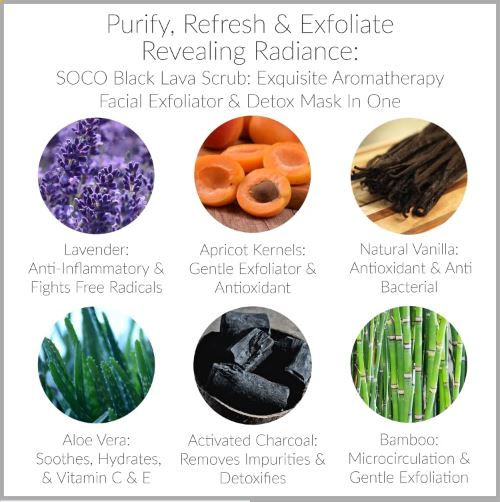 Purify, Refresh & Exfoliate
Revealing Radiance:
SOCO Black Lava Scrub: Exquisite Aromatherapy
Facial Exfoliator & Detox Mask In One
Lavender:
Anti-Inflammatory &
Fights Free Radicals
Apricot Kernels:
Gentle Exfoliator &
Antioxidant
Natural Vanilla:
Antioxidant & Anti
Bacterial
Aloe Vera:
Soothes, Hydrates,
& Vitamin C & E
Activated Charcoal:
Removes Impurities &
Detoxifies
Bamboo:
Microcirculation &
Gentle Exfoliation